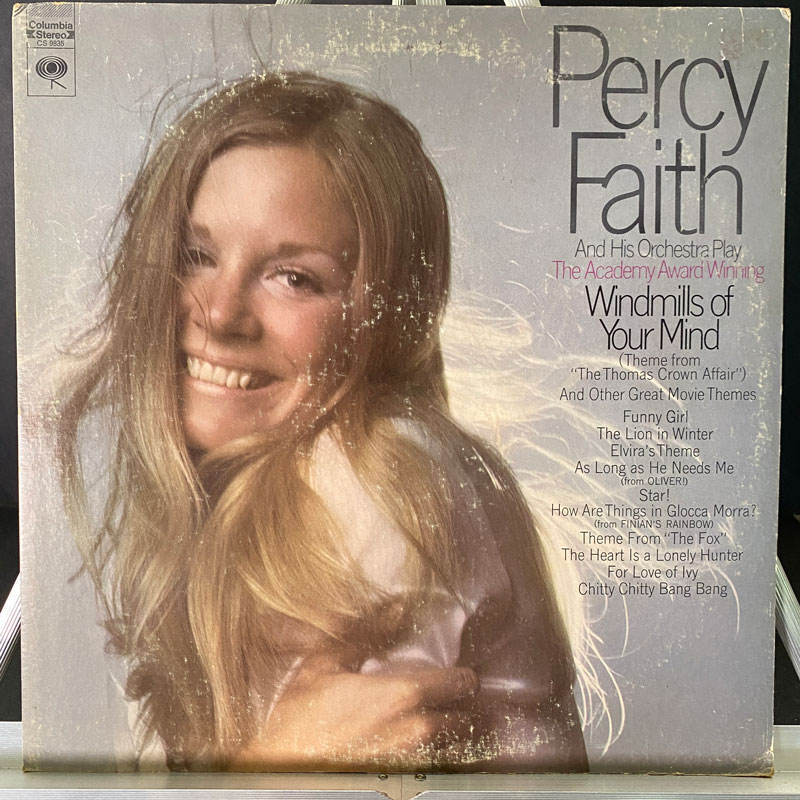 Columbia
Stereo
CS 9835
Percy
Faith
And His Orchestra Play
The Academy Award Winning
Windmills of
Your Mind
(Theme from
"The Thomas Crown Affair")
And Other Great Movie Themes
Funny Girl
The Lion in Winter
Elvira's Theme
As Long as He Needs Me
(from OLIVER!)
Star!
How Are Things in Glocca Morra?
(from FINIAN'S RAINBOW)
Theme From "The Fox"
The Heart Is a Lonely Hunter
For Love of Ivy
Chitty Chitty Bang Bang